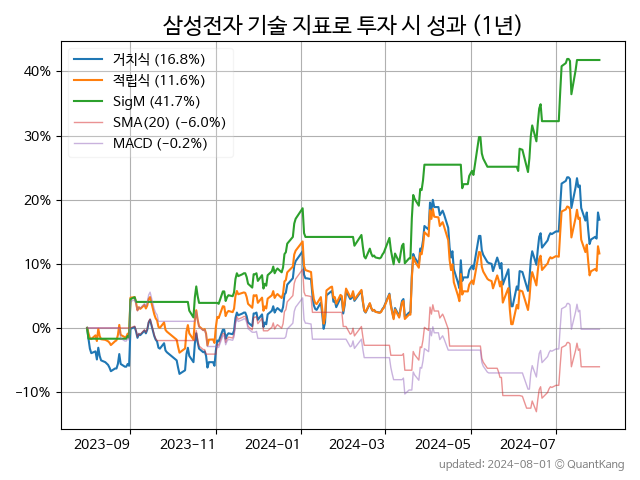 삼성전자 기술 지표로 투자 시 성과 (1년)
거치식 (16.8%)
적립식 (11.6%)
SigM (41.7%)
SMA(20) (−6.0%)
MACD (−0.2%)
40%
30%
20%
10%
0%
−10%
2023-09 2023-11 2024-01 2024-03 2024-05 2024-07
updated: 2024-08-01 © QuantKang